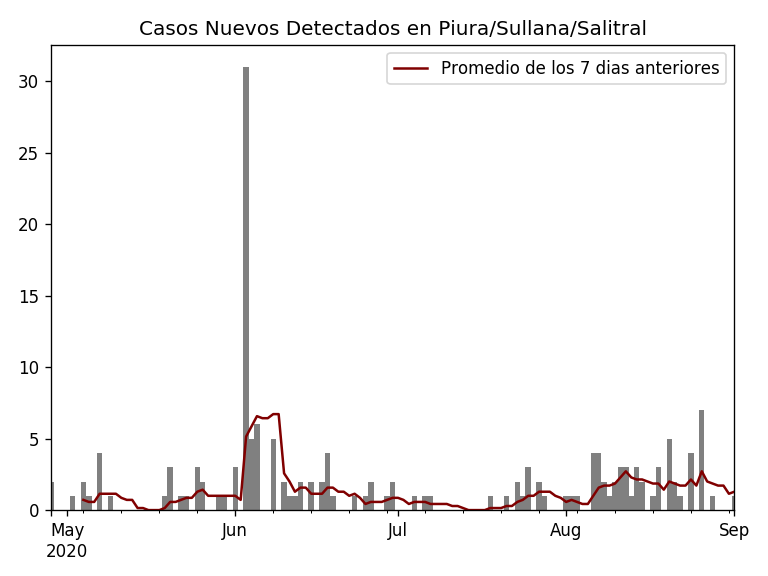 Casos Nuevos Detectados en Piura/Sullana/Salitral
Promedio de los 7 dias anteriores
30
25
20
15
10
5
0
May Jun Jul Aug Sep
2020